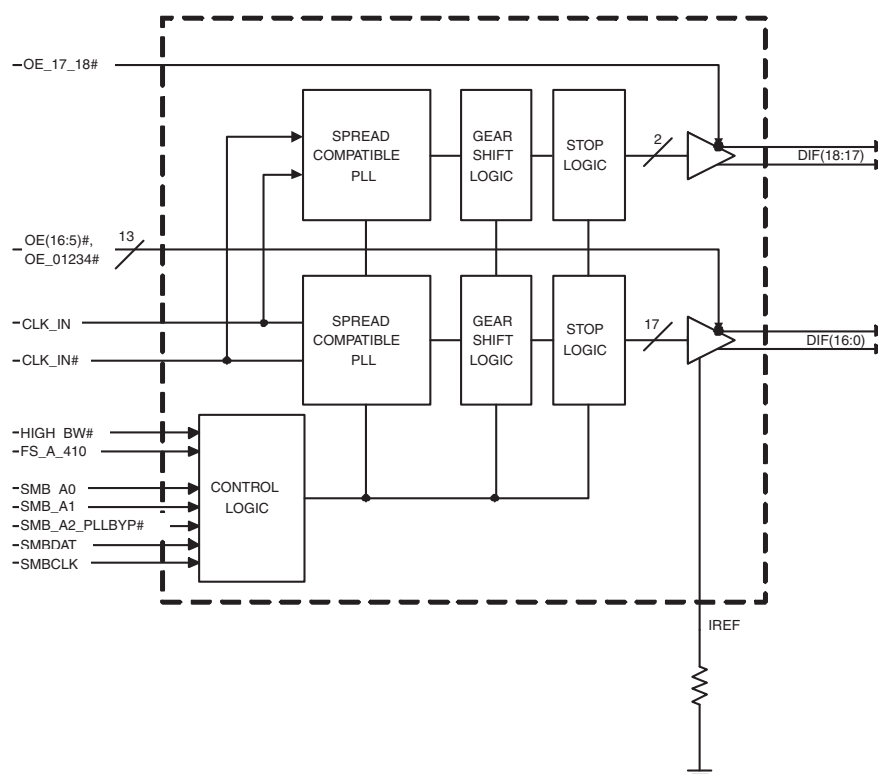 OE_17_18#
SPREAD
COMPATIBLE
PLL
GEAR
SHIFT
LOGIC
STOP
LOGIC
2
DIF(18:17)
OE(16:5)#,
OE_01234#
13
CLK_IN
CLK_IN#
SPREAD
COMPATIBLE
PLL
GEAR
SHIFT
LOGIC
STOP
LOGIC
17
DIF(16:0)
HIGH_BW#
FS_A_410
SMB_A0
SMB_A1
SMB_A2_PLLBYP#
SMBDAT
SMBCLK
CONTROL
LOGIC
IREF